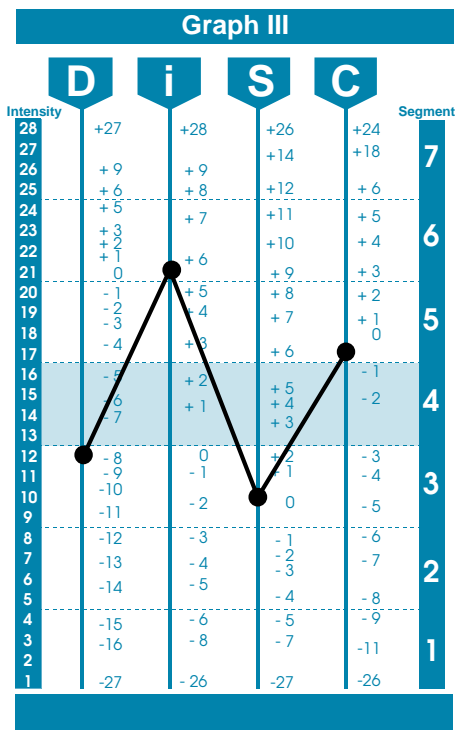 Graph III
D i S C
Intensity Segment
28 +27 +28 +26 +24
27 +14 +18 7
26 + 9 + 9
25 + 6 + 8 +12 + 6
24 + 5 + 7 +11 + 5
23 + 3 6
+ 2 +10 + 4
22 + 1 + 6
21 0 + 9 + 3
20 - 1 + 5 + 8 + 2
19 - 2 + 4 + 7 + 1 5
18 - 3 0
17 - 4 + 3 + 6
16 - 5 + 2 - 1
15 - 6 + 1 + 5 - 2 4
14 - 7 + 4
13 + 3
12 - 8 0 + 2 - 3
11 - 9 - 1 + 1 - 4 3
10 -10 - 2 0 - 5
9 -11
8 -12 - 3 - 1 - 6
7 -13 - 4 - 2 - 7 2
6 -14 - 5 - 3
5 - 4 - 8
4 -15 - 6 - 5 - 9
3 -16 - 8 - 7 -11 1
2
1 -27 - 26 -27 -26